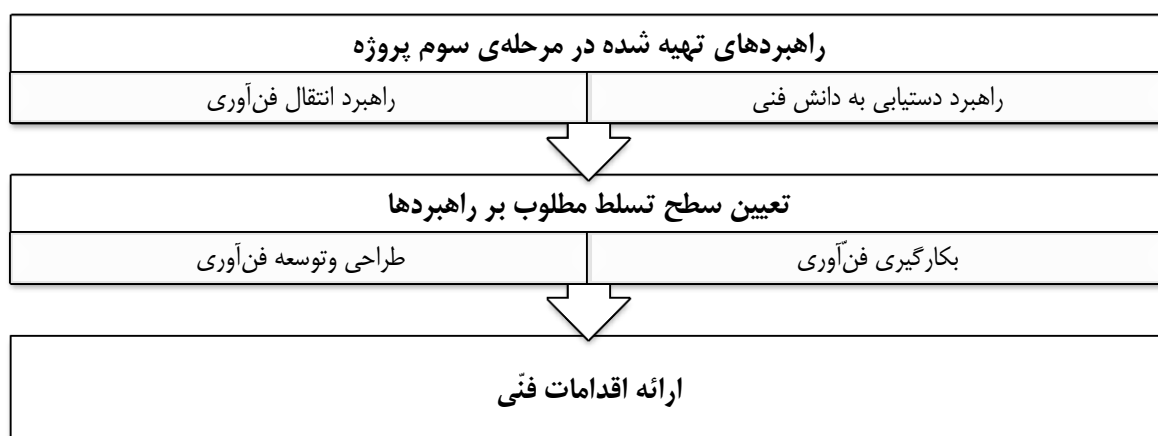 راهبردهای تهیه شده در مرحله‌ی سوم پروژه
راهبرد دستیابی به دانش فنی
راهبرد انتقال فن‌آوری
تعیین سطح تسلط مطلوب بر راهبردها
بکارگیری فنّ‌آوری
طراحی وتوسعه فن‌آوری
ارائه اقدامات فنّی